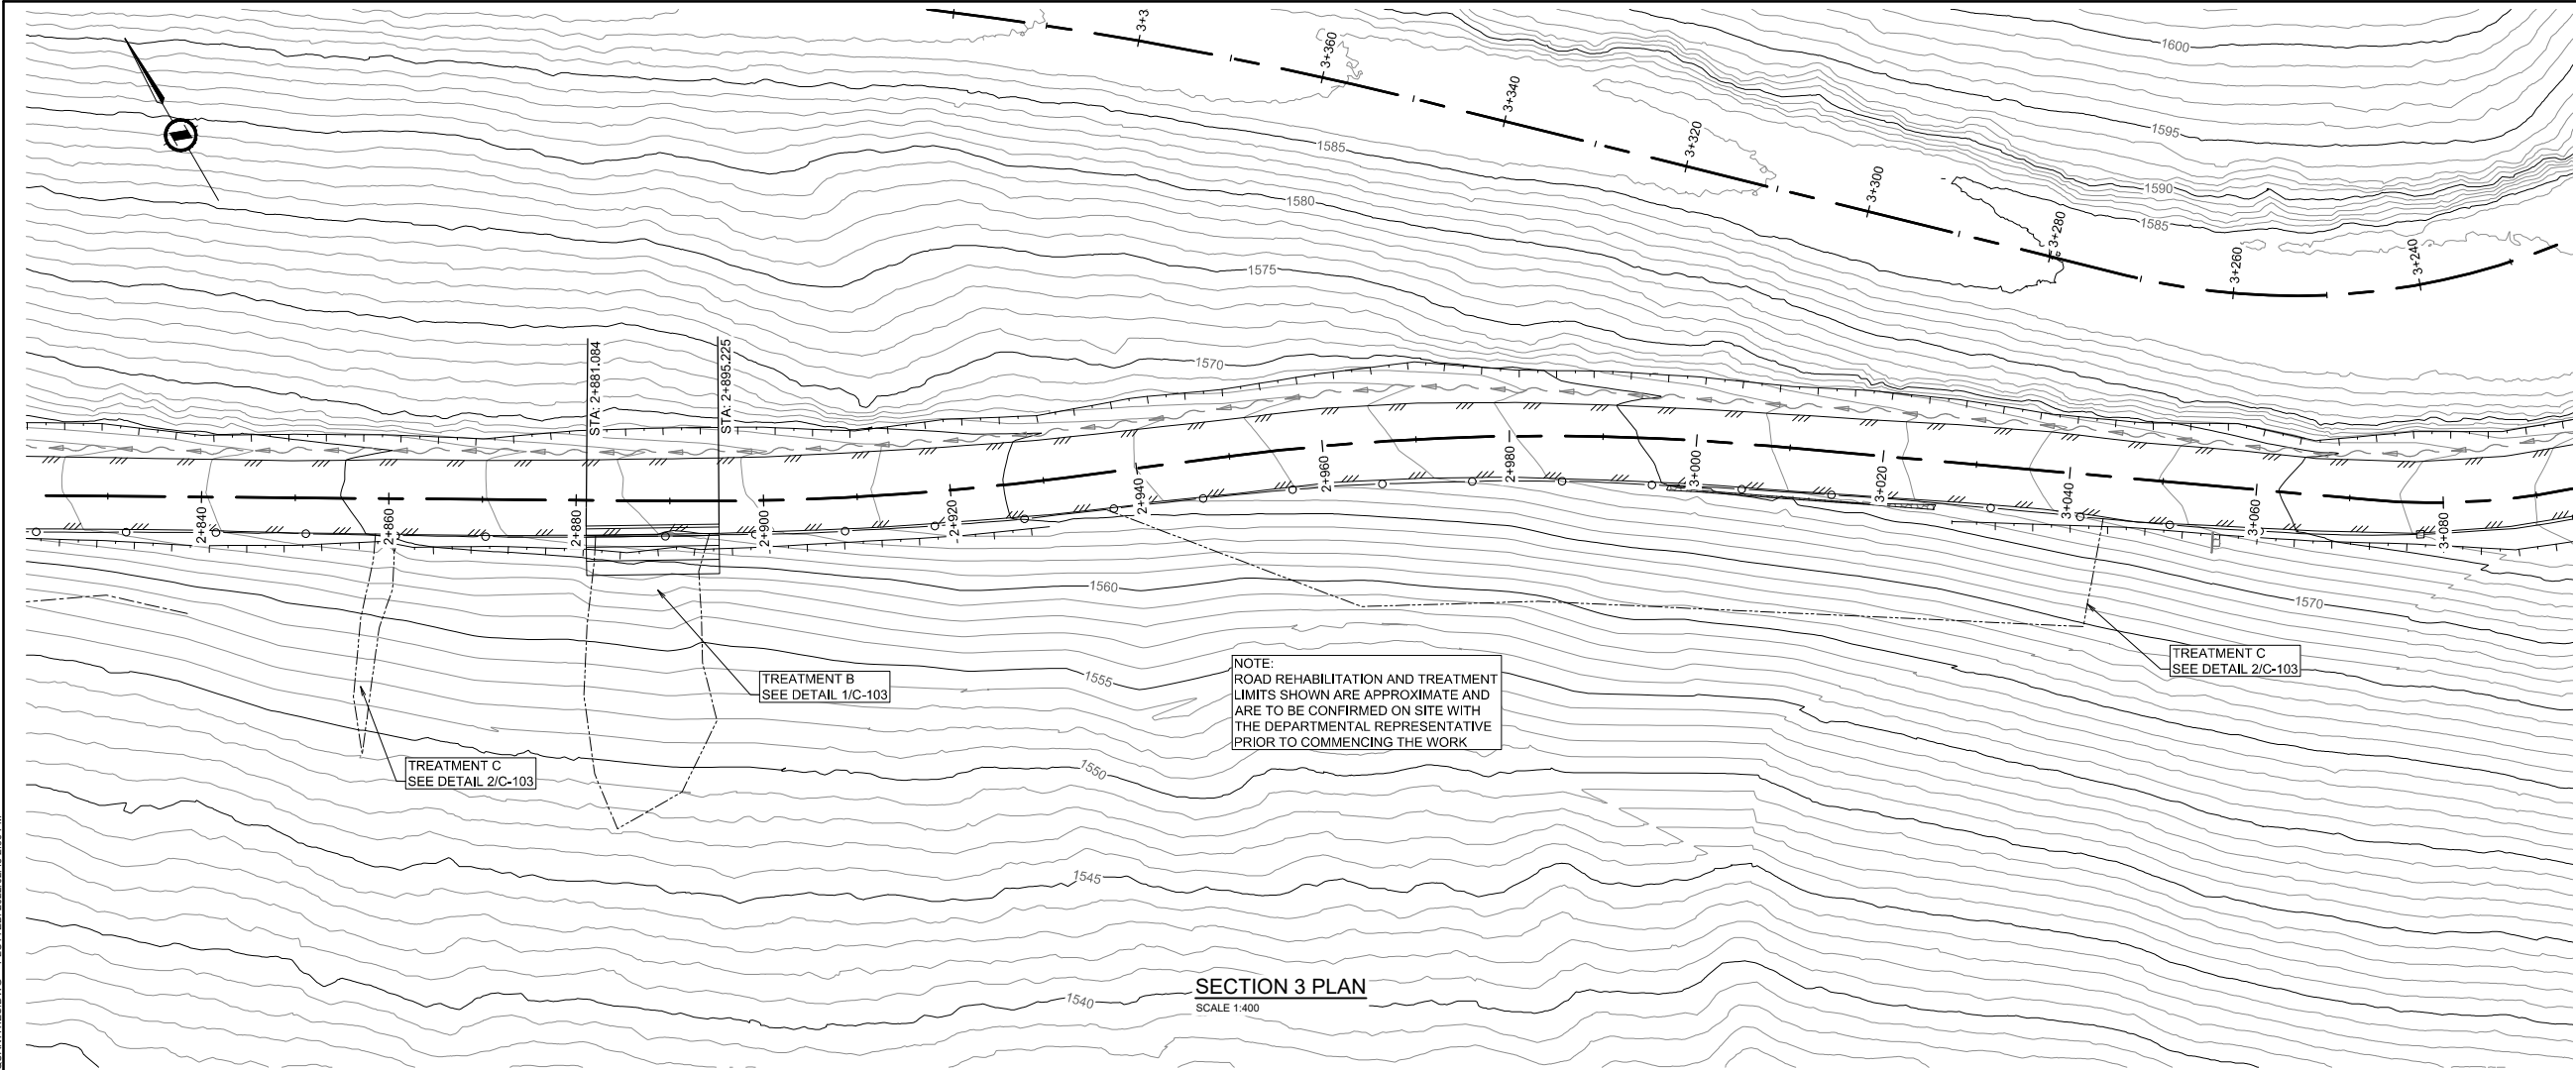 3+3
3+360
3+340
3+320
3+300
3+280
3+260
3+240
1600
1595
1590
1585
1585
1580
1575
1570
STA: 2+881.084
STA: 2+895.225
2+840
2+860
2+880
2+900
2+920
2+940
2+960
2+980
3+000
3+020
3+040
3+060
3+080
1560
1570
1555
1550
1545
1540
TREATMENT B
SEE DETAIL 1/C-103
TREATMENT C
SEE DETAIL 2/C-103
NOTE:
ROAD REHABILITATION AND TREATMENT
LIMITS SHOWN ARE APPROXIMATE AND
ARE TO BE CONFIRMED ON SITE WITH
THE DEPARTMENTAL REPRESENTATIVE
PRIOR TO COMMENCING THE WORK
TREATMENT C
SEE DETAIL 2/C-103
SECTION 3 PLAN
SCALE 1:400